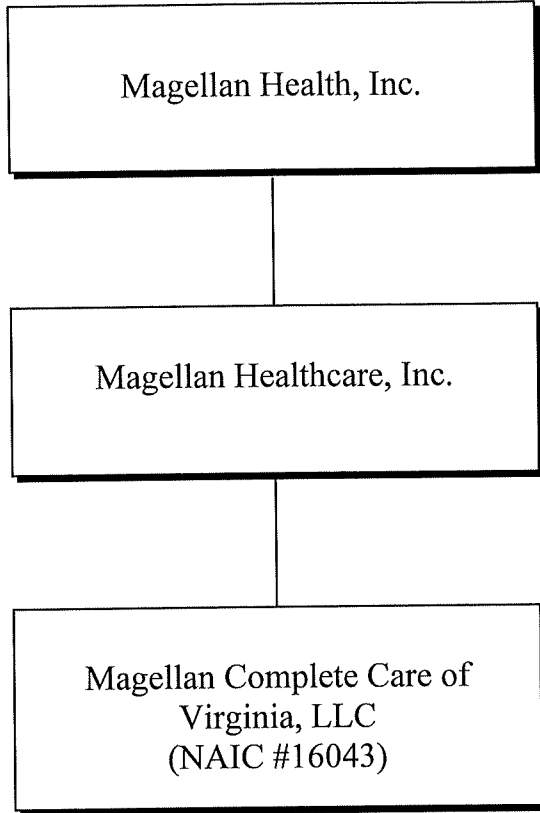 Magellan Health, Inc.
Magellan Healthcare, Inc.
Magellan Complete Care of
Virginia, LLC
(NAIC #16043)